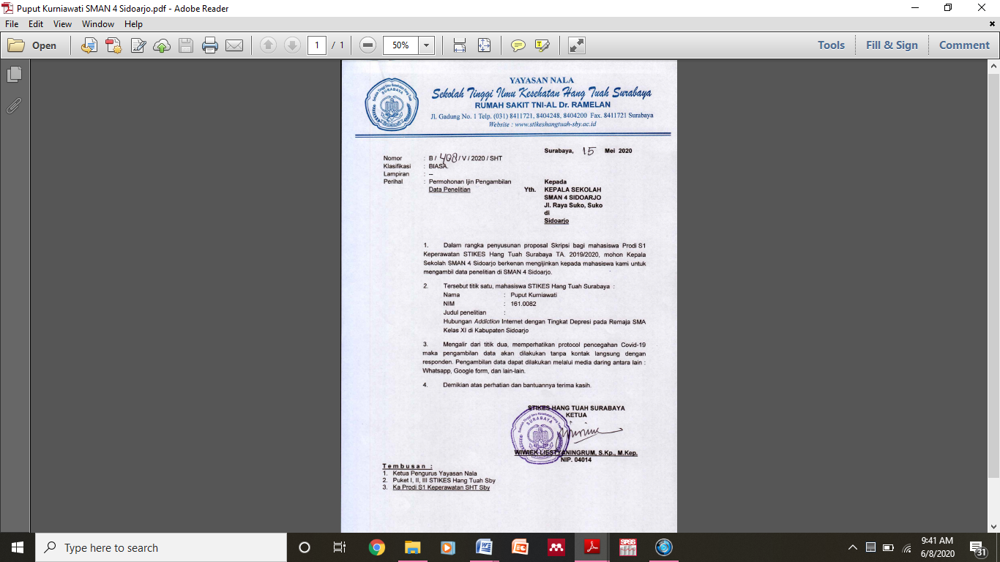 Puput Kurniawati SMAN 4 Sidoarjo.pdf - Adobe Reader
File Edit View Window Help
Open 1 / 1 50% Tools Fill & Sign Comment
YAYASAN NALA
Sekolah Tinggi Ilmu Kesehatan Hang Tuah Surabaya
RUMAH SAKIT TNI-AL Dr. RAMELAN
Jl. Gadung No. 1 Telp. (031) 8411721, 8404248, 8404200 Fax. 8411721 Surabaya
Website : www.stikeshangtuah-sby.ac.id
Surabaya, 15 Mei 2020
Nomor : B / 408 / V / 2020 / SHT
Klasifikasi : BIASA.
Lampiran : --
Perihal : Permohonan Ijin Pengambilan
Data Penelitian
Kepada
Yth. KEPALA SEKOLAH
SMAN 4 SIDOARJO
Jl. Raya Suko, Suko
di
Sidoarjo
1. Dalam rangka penyusunan proposal Skripsi bagi mahasiswa Prodi S1
Keperawatan STIKES Hang Tuah Surabaya TA. 2019/2020, mohon Kepala
Sekolah SMAN 4 Sidoarjo berkenan mengijinkan kepada mahasiswa kami untuk
mengambil data penelitian di SMAN 4 Sidoarjo.
2. Tersebut titik satu, mahasiswa STIKES Hang Tuah Surabaya :
Nama : Puput Kurniawati
NIM : 161.0082
Judul penelitian :
Hubungan Addiction Internet dengan Tingkat Depresi pada Remaja SMA
Kelas XI di Kabupaten Sidoarjo
3. Mengalir dari titik dua, memperhatikan protocol pencegahan Covid-19
maka pengambilan data akan dilakukan tanpa kontak langsung dengan
responden. Pengambilan data dapat dilakukan melalui media daring antara lain :
Whatsapp, Google form, dan lain-lain.
4. Demikian atas perhatian dan bantuannya terima kasih.
STIKES HANG TUAH SURABAYA
KETUA
SURABAYA
WIWIEK LIESTYANINGRUM, S.Kp., M.Kep.
NIP. 04014
Tembusan :
1. Ketua Pengurus Yayasan Nala
2. Puket I, II, III STIKES Hang Tuah Sby
3. Ka Prodi S1 Keperawatan SHT Sby
Type here to search
9:41 AM
6/8/2020
31